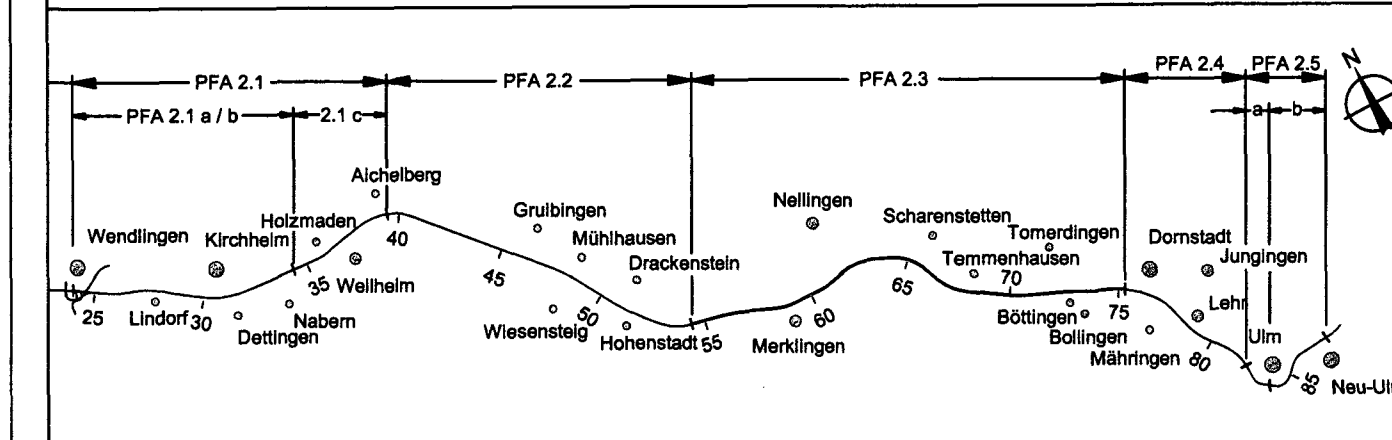 PFA 2.1
PFA 2.2
PFA 2.3
PFA 2.4
PFA 2.5
N
PFA 2.1 a / b
2.1 c
a
b
Aichelberg
Wendlingen
Kirchheim
Holzmaden
40
Gruibingen
Mühlhausen
Drackenstein
Nellingen
Scharenstetten
Temmenhausen
Tomerdingen
Dornstadt
Jungingen
25
Lindorf
30
Dettingen
Nabern
35
Weilheim
45
Wiesensteig
50
Hohenstadt
55
Merklingen
60
65
70
Böttingen
Bollingen
75
Mähringen
Lehr
80
Ulm
85
Neu-Ul